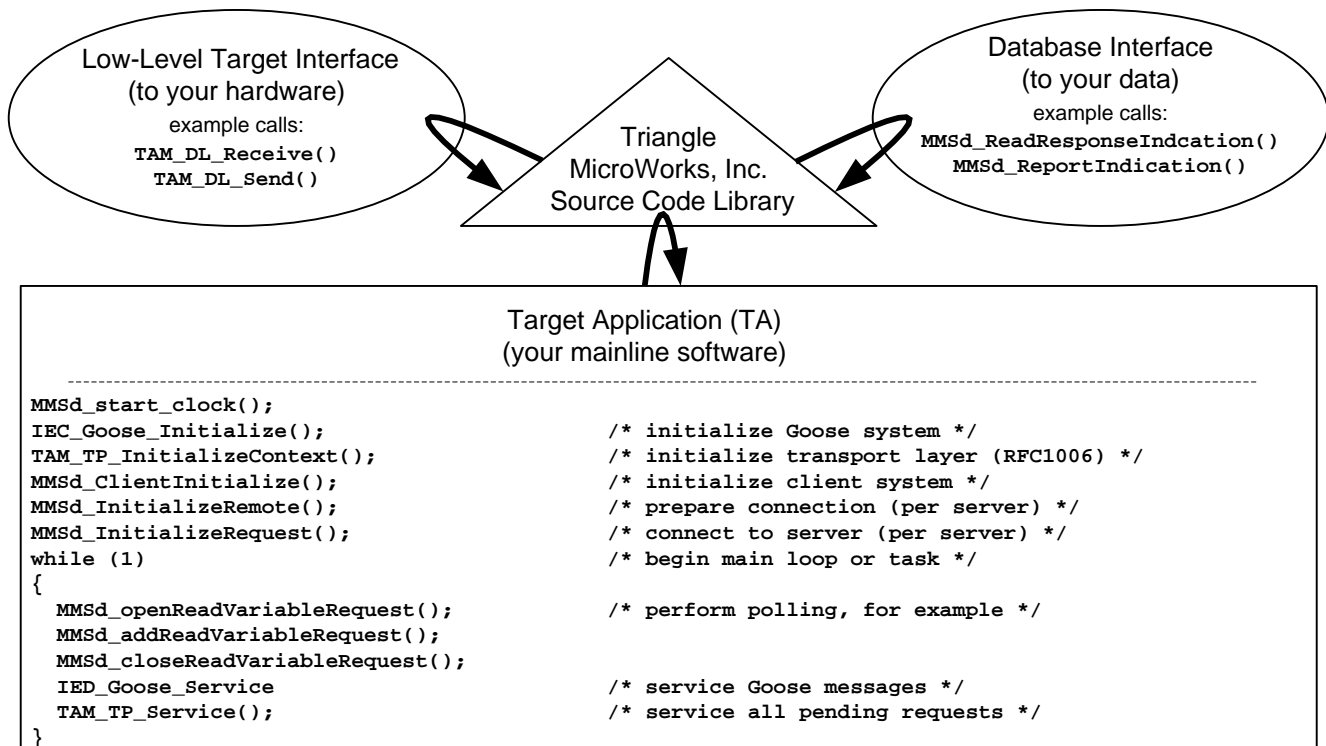 Low-Level Target Interface
(to your hardware)
example calls:
TAM_DL_Receive()
TAM_DL_Send()
Triangle
MicroWorks, Inc.
Source Code Library
Database Interface
(to your data)
example calls:
MMSd_ReadResponseIndcation()
MMSd_ReportIndication()
Target Application (TA)
(your mainline software)
MMSd_start_clock();
IEC_Goose_Initialize(); /* initialize Goose system */
TAM_TP_InitializeContext(); /* initialize transport layer (RFC1006) */
MMSd_ClientInitialize(); /* initialize client system */
MMSd_InitializeRemote(); /* prepare connection (per server) */
MMSd_InitializeRequest(); /* connect to server (per server) */
while (1) /* begin main loop or task */
{
MMSd_openReadVariableRequest(); /* perform polling, for example */
MMSd_addReadVariableRequest();
MMSd_closeReadVariableRequest();
IED_Goose_Service /* service Goose messages */
TAM_TP_Service(); /* service all pending requests */
}